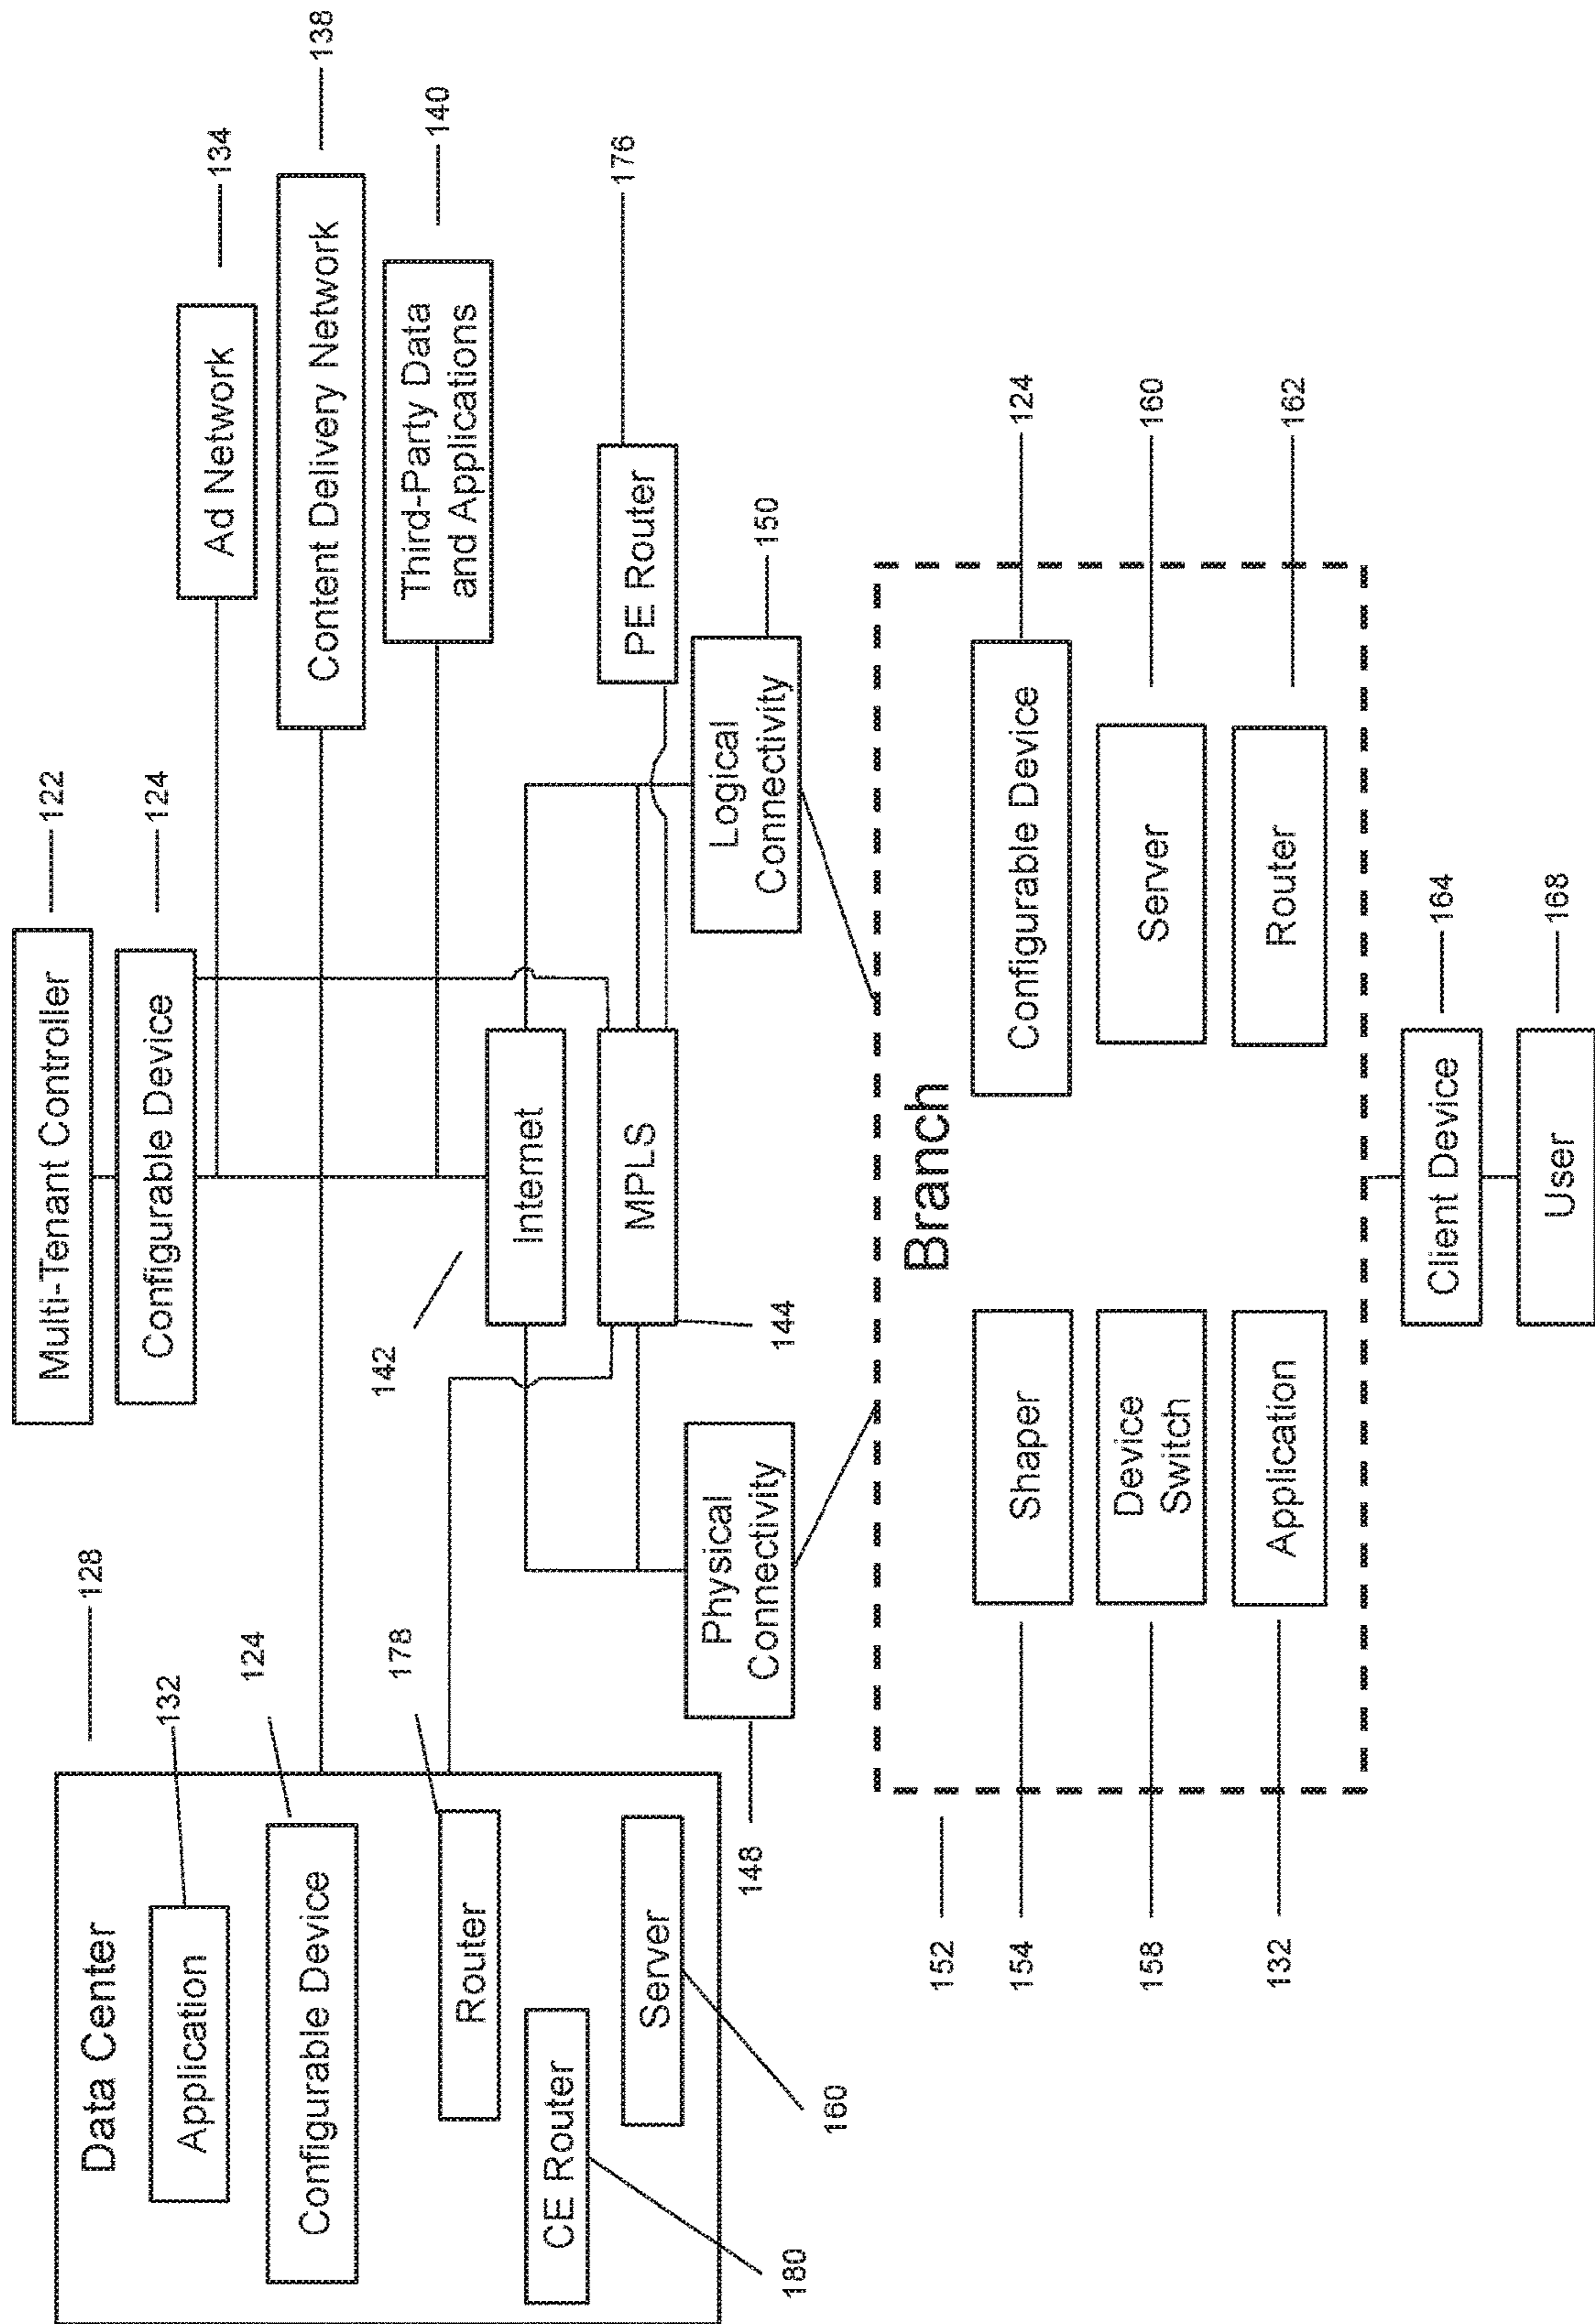 Multi-Tenant Controller
122
Configurable Device
124
Data Center
128
Application
132
Configurable Device
124
Router
178
CE Router
180
Server
160
Ad Network
134
Content Delivery Network
138
Third-Party Data
and Applications
140
Internet
142
MPLS
144
PE Router
176
Physical
Connectivity
148
Logical
Connectivity
150
Branch
152
Shaper
154
Configurable Device
124
Device
Switch
158
Server
160
Application
132
Router
162
Client Device
164
User
168